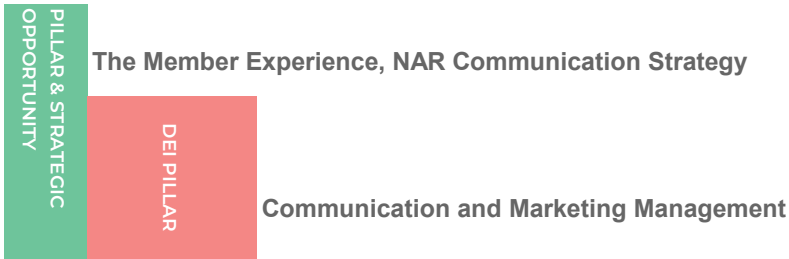 PILLAR & STRATEGIC
OPPORTUNITY
The Member Experience, NAR Communication Strategy
DEI PILLAR
Communication and Marketing Management